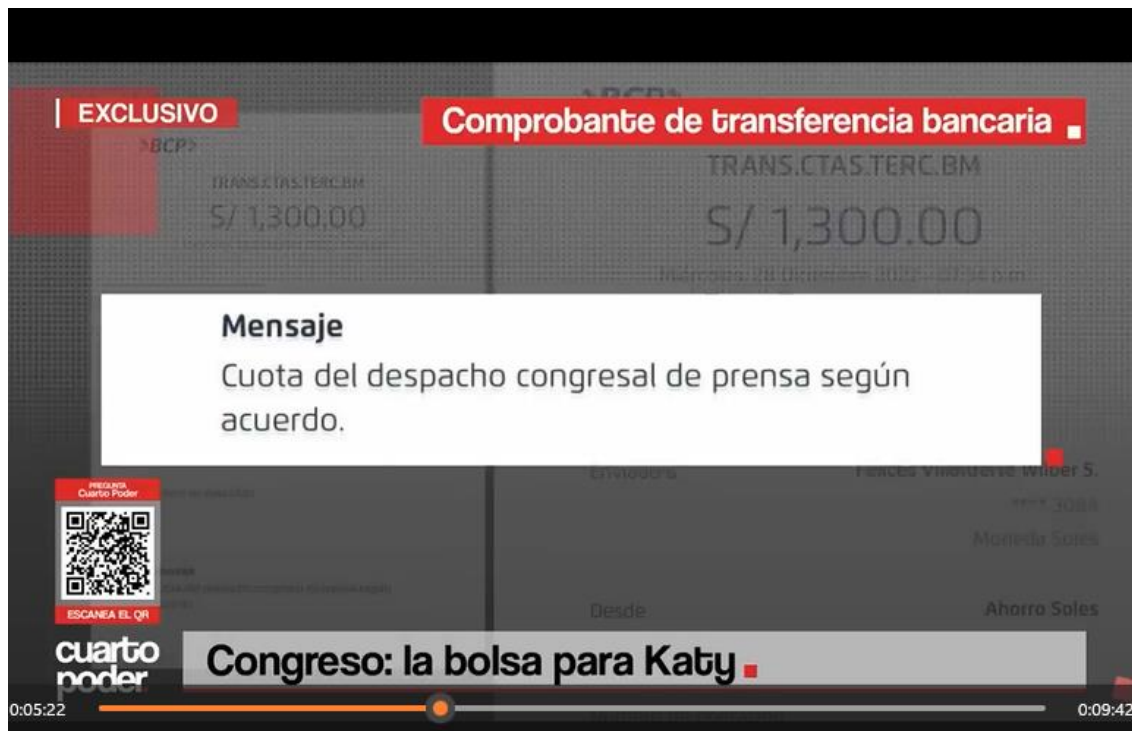 EXCLUSIVO
Comprobante de transferencia bancaria
>BCP>
TRANS.CTAS.TERC.BM
S/ 1,300.00
>BCP>
TRANS.CTAS.TERC.BM
S/ 1,300.00
Mensaje
Cuota del despacho congresal de prensa según
acuerdo.
Enviado a
Wilber S.
Moneda Soles
Desde
Ahorro Soles
PREGUNTA
Cuarto Poder
ESCANEA EL QR
cuarto
poder
Congreso: la bolsa para Katy
0:05:22
0:09:42